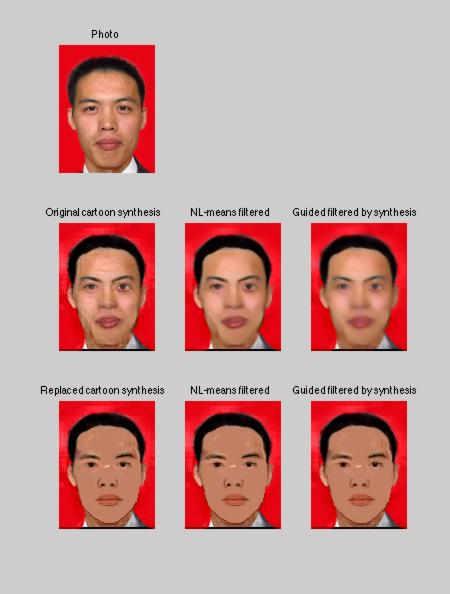 Photo
Original cartoon synthesis
NL-means filtered
Guided filtered by synthesis
Replaced cartoon synthesis
NL-means filtered
Guided filtered by synthesis